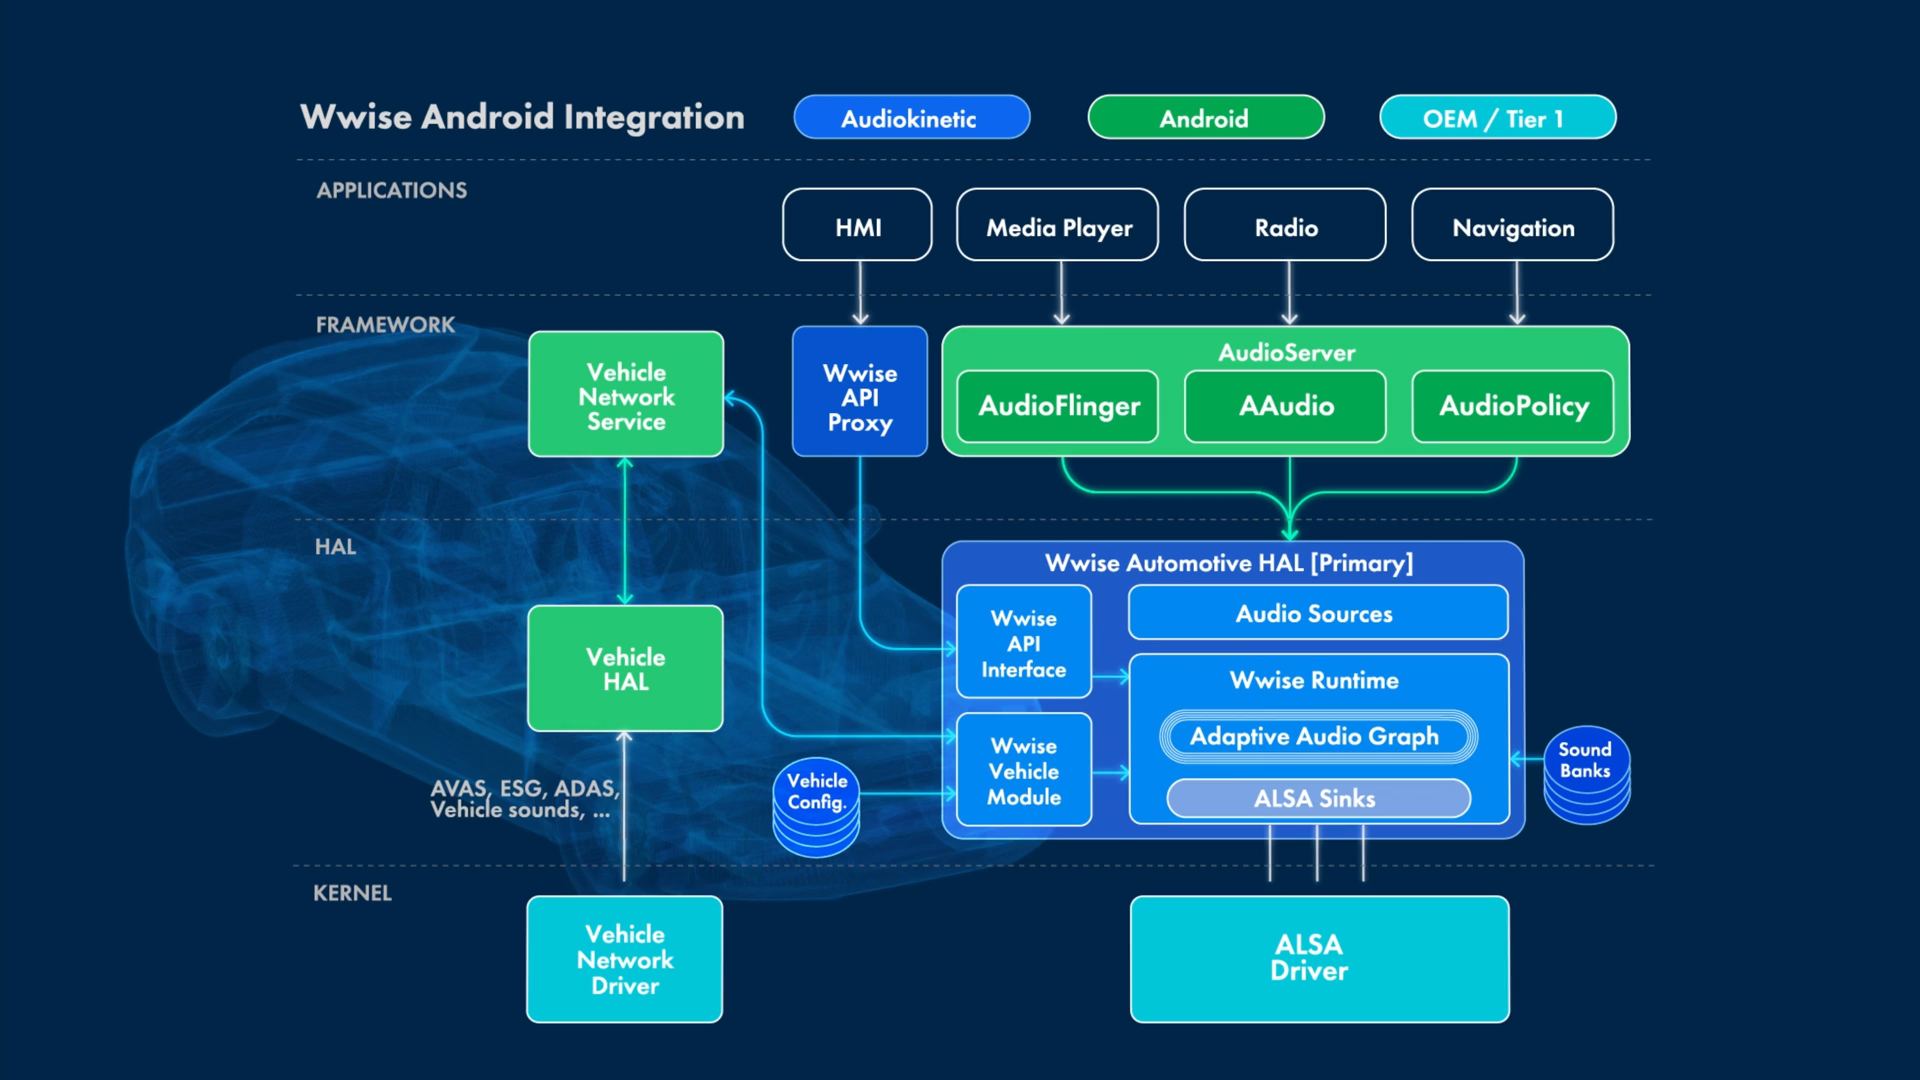 Wwise Android Integration
Audiokinetic
Android
OEM / Tier 1
APPLICATIONS
HMI
Media Player
Radio
Navigation
FRAMEWORK
Vehicle
Network
Service
Wwise
API
Proxy
AudioServer
AudioFlinger
AAudio
AudioPolicy
HAL
Vehicle
HAL
Wwise Automotive HAL [Primary]
Wwise
API
Interface
Audio Sources
Wwise Runtime
Adaptive Audio Graph
ALSA Sinks
Wwise
Vehicle
Module
Vehicle
Config.
Sound
Banks
AVAS, ESG, ADAS,
Vehicle sounds, ...
KERNEL
Vehicle
Network
Driver
ALSA
Driver